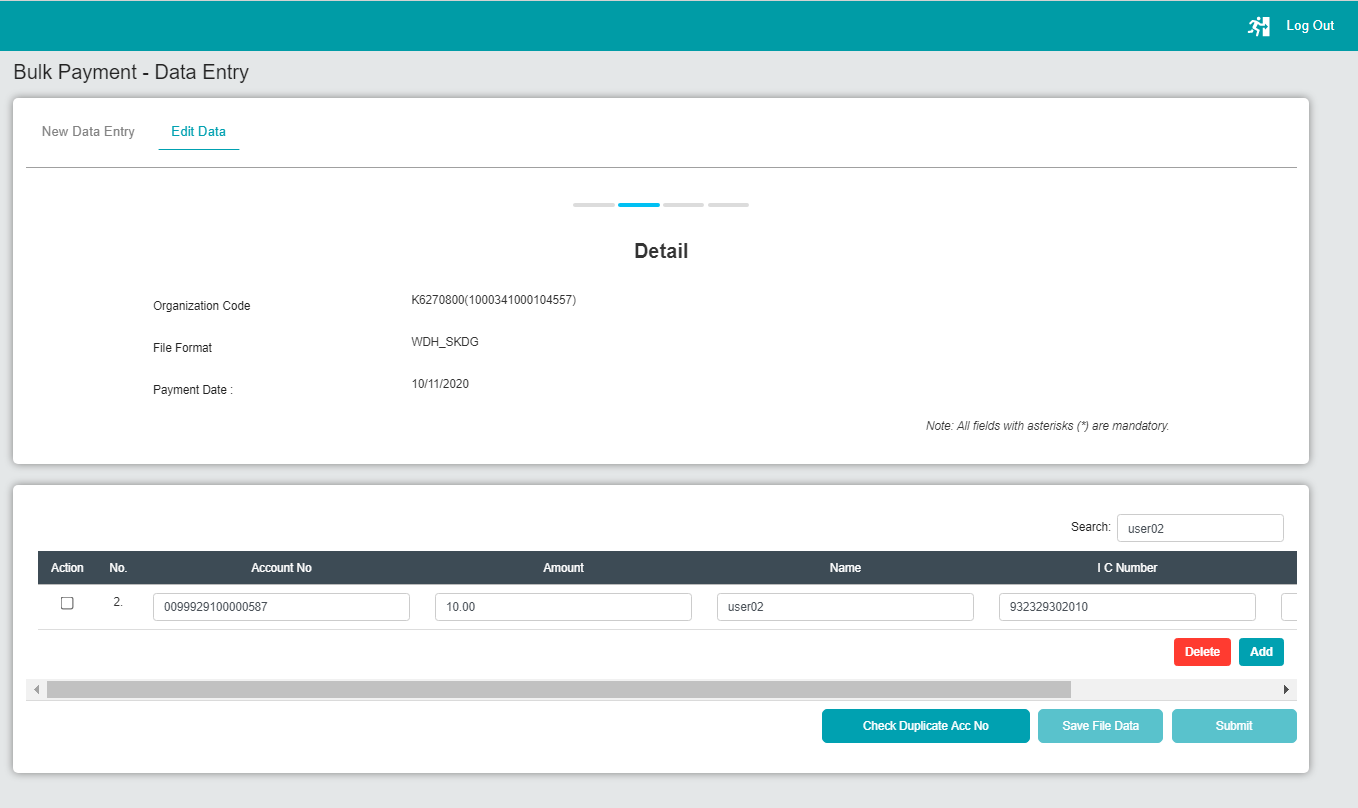 Log Out
Bulk Payment - Data Entry
New Data Entry Edit Data
Detail
Organization Code K6270800(1000341000104557)
File Format WDH_SKDG
Payment Date : 10/11/2020
Note: All fields with asterisks (*) are mandatory.
Search: user02
Action No. Account No Amount Name I C Number
2. 0099929100000587 10.00 user02 932329302010
Delete Add
Check Duplicate Acc No Save File Data Submit